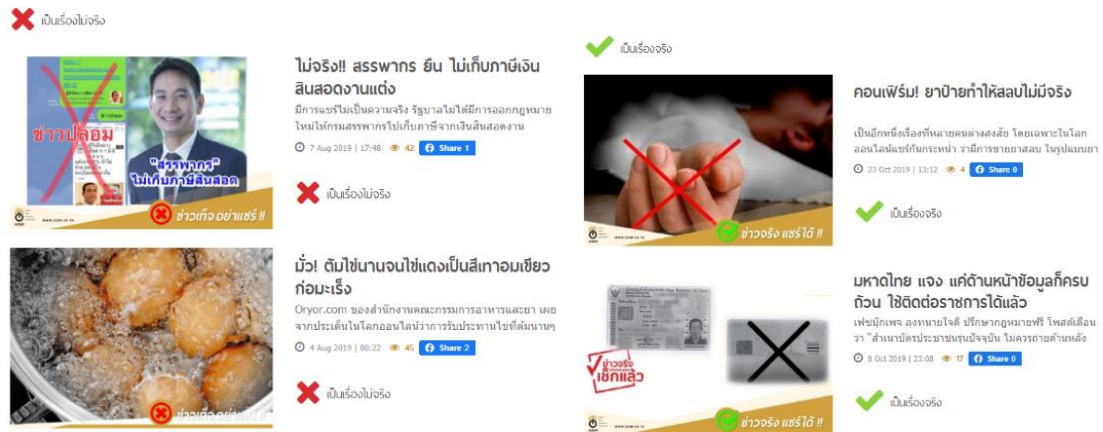 เป็นเรื่องไม่จริง
ข่าวปลอม
"สรรพากร"
ไม่เก็บภาษีสินสอด
www.sonp.or.th
ข่าวเท็จ อย่าแชร์ !!
ไม่จริง!! สรรพากร ยืน ไม่เก็บภาษีเงิน
สินสอดงานแต่ง
มีการแชร์ไม่เป็นความจริง รัฐบาลไม่ได้มีการออกกฎหมาย
ใหม่ให้กรมสรรพากรไปเก็บภาษีจากเงินสินสอดงาน
7 Aug 2019 | 17:48 42 Share 1
เป็นเรื่องไม่จริง
มั่ว! ต้มไข่นานจนไข่แดงเป็นสีเทาอมเขียว
ก่อมะเร็ง
Oryor.com ของสำนักงานคณะกรรมการอาหารและยา เผย
จากประเด็นในโลกออนไลน์ว่าการรับประทานไข่ที่ต้มนานๆ
4 Aug 2019 | 00:22 45 Share 2
เป็นเรื่องไม่จริง
เป็นเรื่องจริง
www.sonp.or.th
ข่าวจริง แชร์ได้ !!
คอนเฟิร์ม! ยาป้ายทำให้สลบไม่มีจริง
เป็นอีกหนึ่งเรื่องที่หลายคนต่างสงสัย โดยเฉพาะในโลก
ออนไลน์แชร์กันกระหน่ำ ว่ามีการขายยาสลบ ในรูปแบบยา
23 Oct 2019 | 13:12 4 Share 0
เป็นเรื่องจริง
ข่าวจริง
เช็กแล้ว
www.sonp.or.th
ข่าวจริง แชร์ได้ !!
มหาดไทย แจง แค่ด้านหน้าข้อมูลก็ครบ
ถ้วน ใช้ติดต่อราชการได้แล้ว
เฟซบุ๊กเพจ ลุงทนายใจดี ปรึกษากฎหมายฟรี โพสต์เตือน
ว่า "สำเนาบัตรประชาชนรุ่นปัจจุบัน ไม่ควรถ่ายด้านหลัง
8 Oct 2019 | 23:08 17 Share 0
เป็นเรื่องจริง